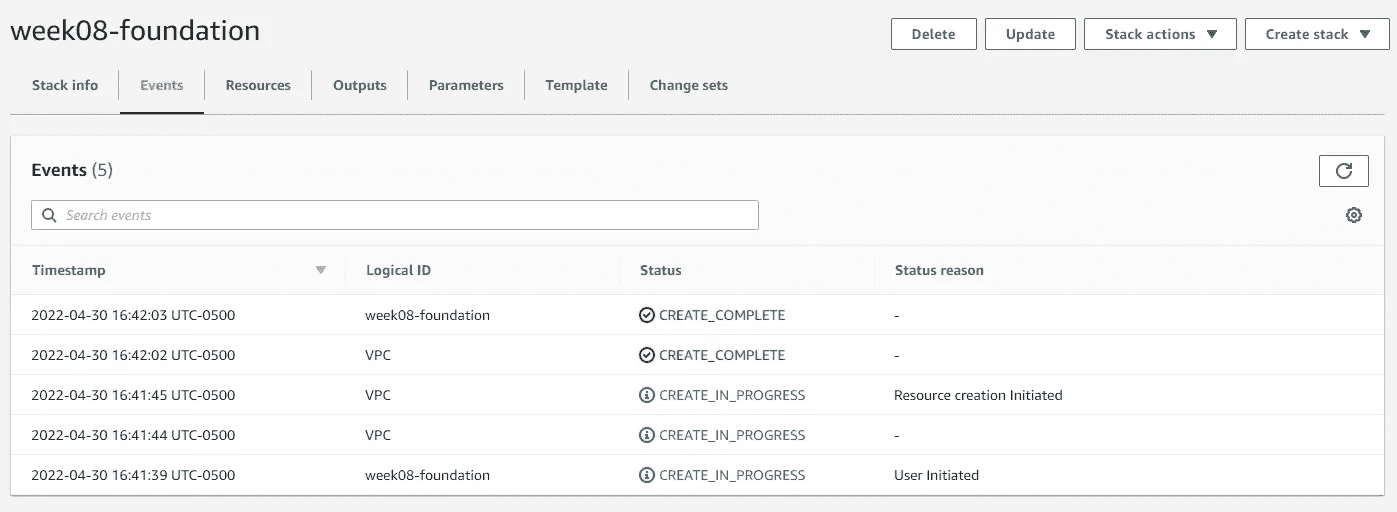 week08-foundation
Delete Update Stack actions Create stack
Stack info Events Resources Outputs Parameters Template Change sets
Events (5)
Search events
Timestamp Logical ID Status Status reason
2022-04-30 16:42:03 UTC-0500 week08-foundation CREATE_COMPLETE -
2022-04-30 16:42:02 UTC-0500 VPC CREATE_COMPLETE -
2022-04-30 16:41:45 UTC-0500 VPC CREATE_IN_PROGRESS Resource creation Initiated
2022-04-30 16:41:44 UTC-0500 VPC CREATE_IN_PROGRESS -
2022-04-30 16:41:39 UTC-0500 week08-foundation CREATE_IN_PROGRESS User Initiated